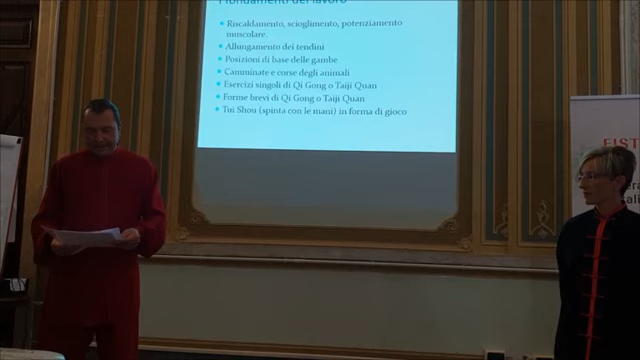 I fondamenti del lavoro
Riscaldamento, scioglimento, potenziamento
muscolare.
Allungamento dei tendini
Posizioni di base delle gambe
Camminate e corse degli animali
Esercizi singoli di Qi Gong o Taiji Quan
Forme brevi di Qi Gong o Taiji Quan
Tui Shou (spinta con le mani) in forma di gioco
FIST